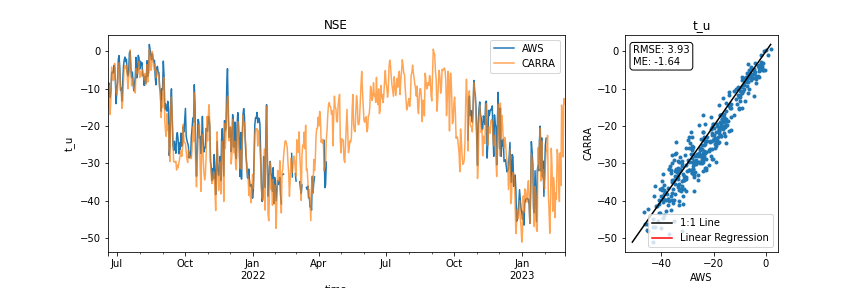 NSE
t_u
0
−10
−20
−30
−40
−50
AWS
CARRA
Jul
Oct
Jan
2022
Apr
Jul
Oct
Jan
2023
time
t_u
CARRA
0
−10
−20
−30
−40
−50
RMSE: 3.93
ME: -1.64
1:1 Line
Linear Regression
−40
−20
0
AWS